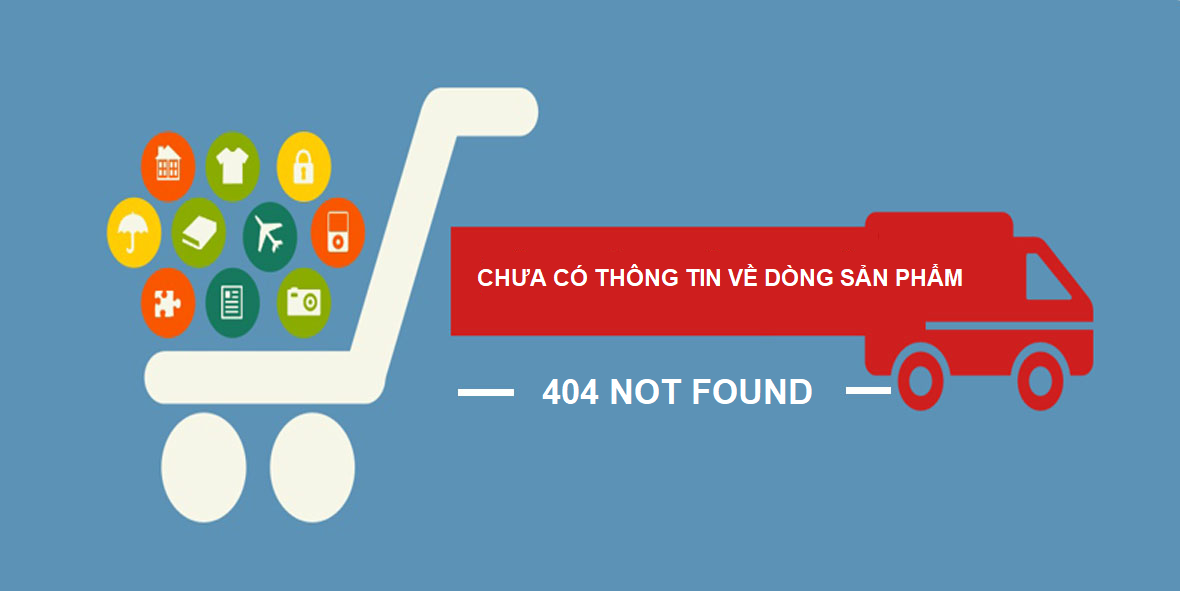 CHƯA CÓ THÔNG TIN VỀ DÒNG SẢN PHẨM
404 NOT FOUND